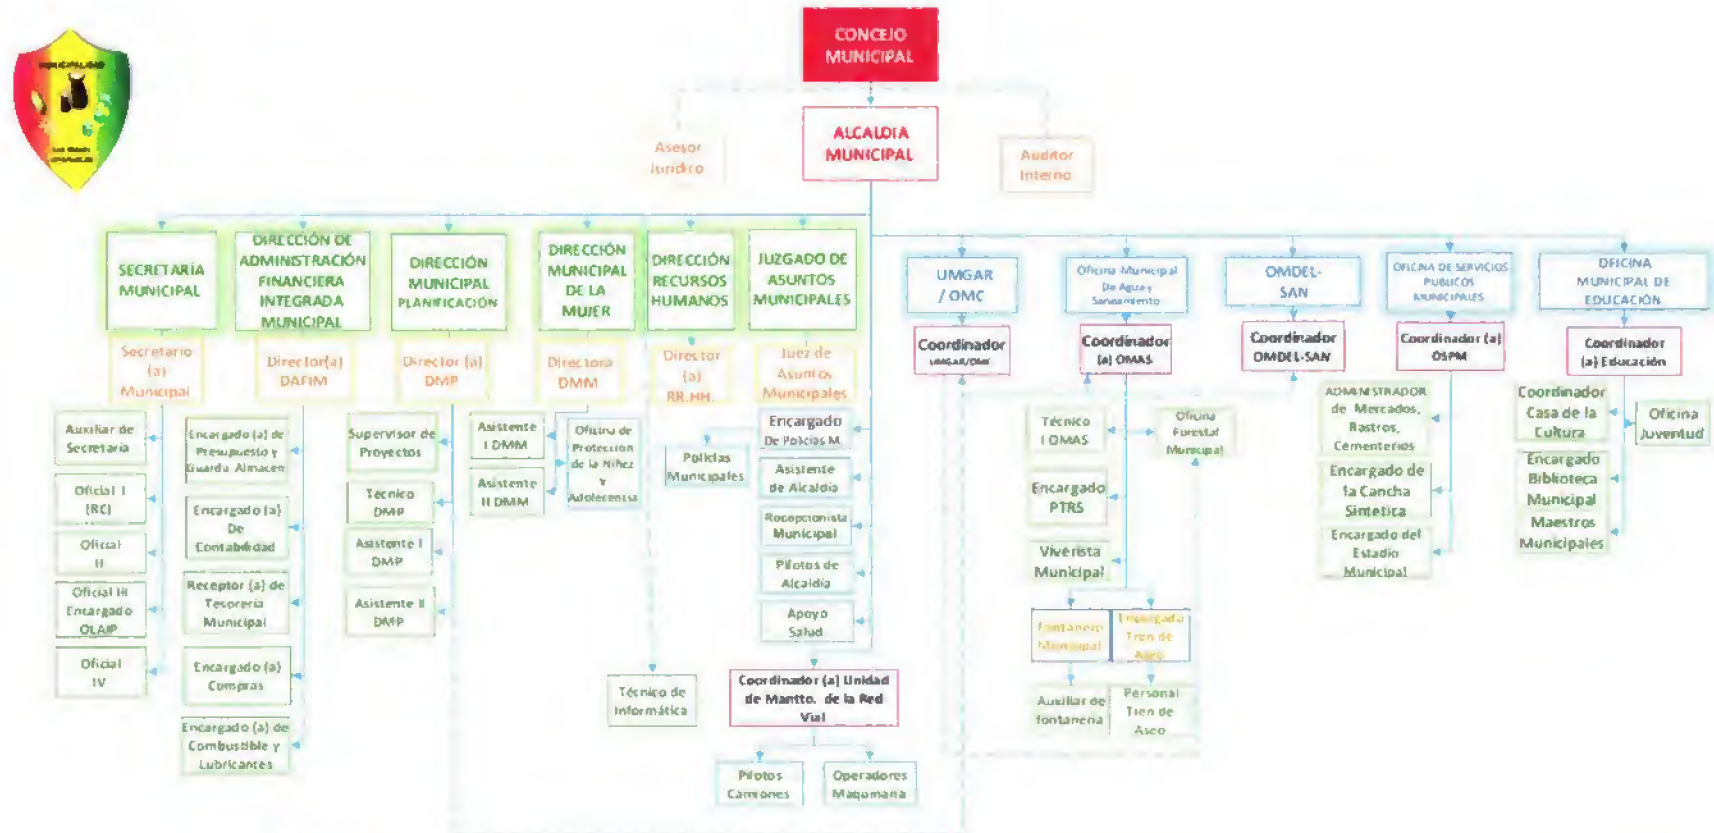 CONCEJO
MUNICIPAL
MUNICIPALIDAD
ALCALDIA
MUNICIPAL
Asesor
Jurídico
Auditor
Interno
SECRETARÍA
MUNICIPAL
DIRECCIÓN DE
ADMINISTRACIÓN
FINANCIERA
INTEGRADA
MUNICIPAL
DIRECCIÓN
MUNICIPAL
PLANIFICACIÓN
DIRECCIÓN
MUNICIPAL
DE LA
MUJER
DIRECCIÓN
RECURSOS
HUMANOS
JUZGADO DE
ASUNTOS
MUNICIPALES
UMGAR
/ OMC
Oficina Municipal
De Agua y
Saneamiento
OMDEL-
SAN
OFICINA DE SERVICIOS
PUBLICOS
MUNICIPALES
OFICINA
MUNICIPAL DE
EDUCACIÓN
Secretario
(a)
Municipal
Director(a)
DAFIM
Director (a)
DMP
Directora
DMM
Director
(a)
RR.HH.
Juez de
Asuntos
Municipales
Coordinador
UMGAR/OMC
Coordinador
(a) OMAS
Coordinador
OMDEL-SAN
Coordinador (a)
OSPM
Coordinador
(a) Educación
Auxiliar de
Secretaria
Oficial I
(RC)
Oficial
II
Oficial III
Encargado
OLAIP
Oficial
IV
Encargado (a) de
Presupuesto y
Guarda Almacen
Encargado (a)
De
Contabilidad
Receptor (a) de
Tesorería
Municipal
Encargado (a)
Compras
Encargado (a) de
Combustible y
Lubricantes
Supervisor de
Proyectos
Técnico
DMP
Asistente I
DMP
Asistente II
DMP
Asistente
I DMM
Asistente
II DMM
Oficina de
Protección
de la Niñez
y
Adolecencia
Policías
Municipales
Encargado
De Policías M.
Asistente
de Alcaldía
Recepcionista
Municipal
Pilotos de
Alcaldía
Apoyo
Salud
Técnico de
Informática
Coordinador (a) Unidad
de Mantto. de la Red
Vial
Pilotos
Camiones
Operadores
Maquinaria
Técnico
I OMAS
Oficina
Forestal
Municipal
Encargado
PTRS
Viverista
Municipal
Fontanero
Municipal
Encargado
Tren de
Aseo
Auxiliar de
fontanería
Personal
Tren de
Aseo
ADMINISTRADOR
de Mercados,
Rastros,
Cementerios
Encargado de
la Cancha
Sintetica
Encargado del
Estadio
Municipal
Coordinador
Casa de la
Cultura
Oficina
Juventud
Encargado
Biblioteca
Municipal
Maestros
Municipales